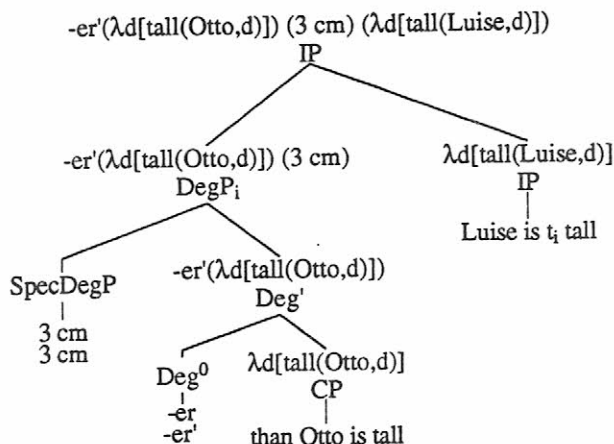 -er'(λd[tall(Otto,d)]) (3 cm) (λd[tall(Luise,d)])
IP
-er'(λd[tall(Otto,d)]) (3 cm)
λd[tall(Luise,d)]
DegPi
IP
Luise is ti tall
-er'(λd[tall(Otto,d)])
SpecDegP
Deg'
3 cm
3 cm
λd[tall(Otto,d)]
Deg⁰
CP
-er
-er'
than Otto is tall